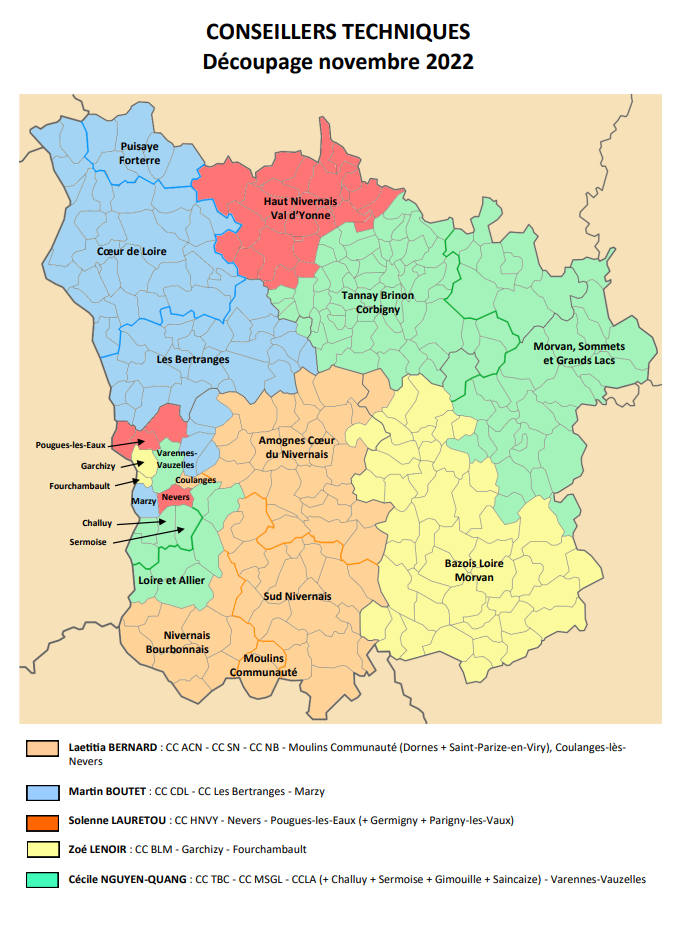 CONSEILLERS TECHNIQUES
Découpage novembre 2022
Puisaye
Forterre
Haut Nivernais
Val d'Yonne
Cœur de Loire
Tannay Brinon
Corbigny
Morvan, Sommets
et Grands Lacs
Les Bertranges
Pougues-les-Eaux
Amognes Cœur
du Nivernais
Varennes-
Vauzelles
Garchizy
Coulanges
Fourchambault
Marzy
Nevers
Challuy
Sermoise
Bazois Loire
Morvan
Loire et Allier
Sud Nivernais
Nivernais
Bourbonnais
Moulins
Communauté
Laetitia BERNARD : CC ACN - CC SN - CC NB - Moulins Communauté (Dornes + Saint-Parize-en-Viry), Coulanges-lès-
Nevers
Martin BOUTET : CC CDL - CC Les Bertranges - Marzy
Solenne LAURETOU : CC HNVY - Nevers - Pougues-les-Eaux (+ Germigny + Parigny-les-Vaux)
Zoé LENOIR : CC BLM - Garchizy - Fourchambault
Cécile NGUYEN-QUANG : CC TBC - CC MSGL - CCLA (+ Challuy + Sermoise + Gimouille + Saincaize) - Varennes-Vauzelles